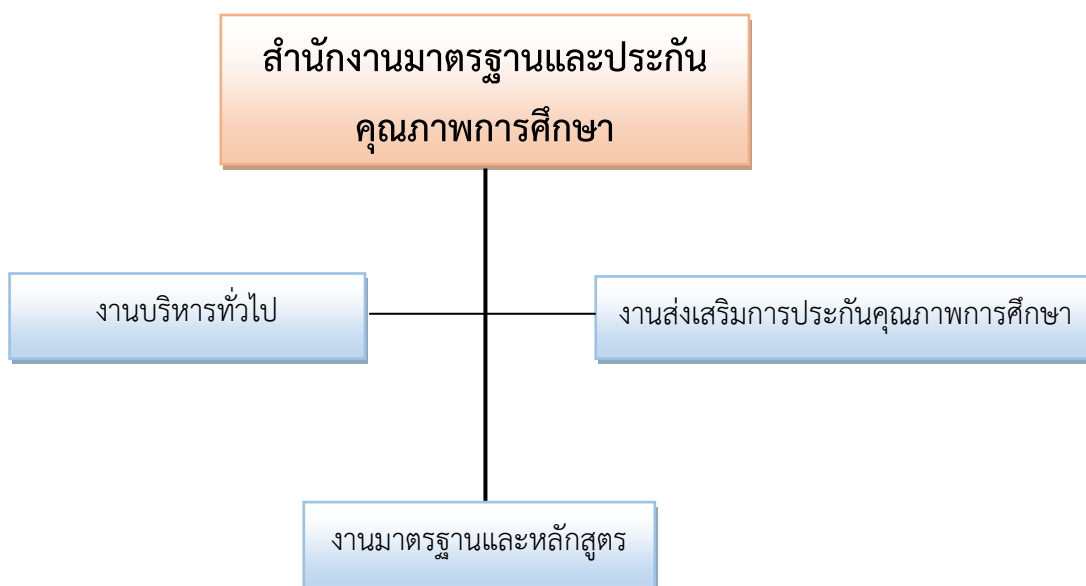 สำนักงานมาตรฐานและประกัน
คุณภาพการศึกษา
งานบริหารทั่วไป
งานส่งเสริมการประกันคุณภาพการศึกษา
งานมาตรฐานและหลักสูตร